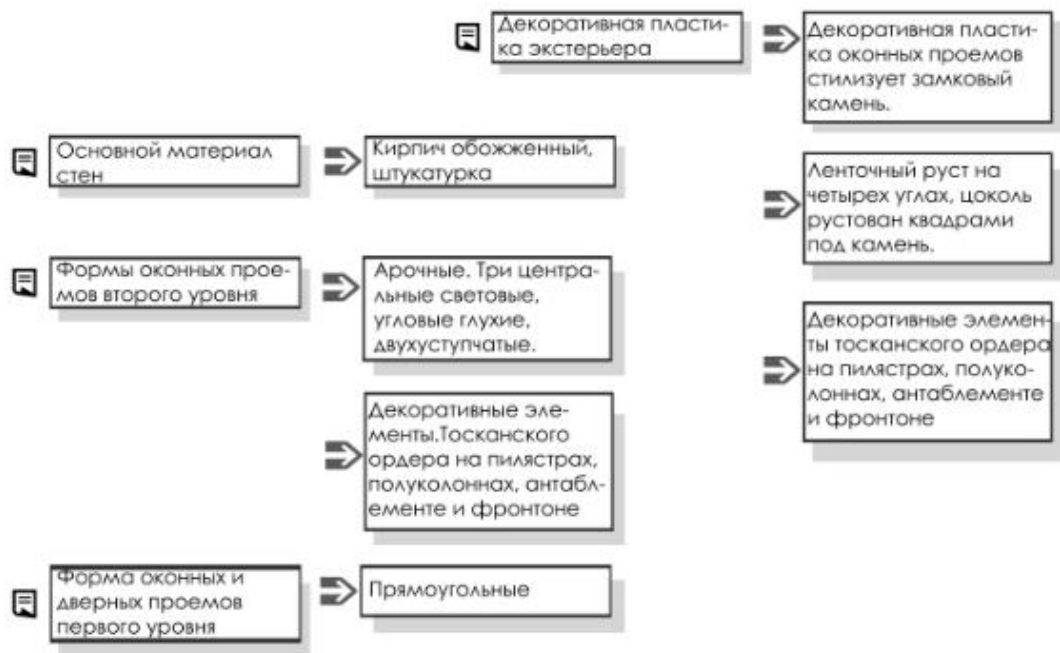 Декоративная пласти-
ка экстерьера
Декоративная пласти-
ка оконных проемов
стилизует замковый
камень.
Основной материал
стен
Кирпич обожженный,
штукатурка
Ленточный руст на
четырех углах, цоколь
рустован квадрами
под камень.
Формы оконных прое-
мов второго уровня
Арочные. Три центра-
льные световые,
угловые глухие,
двухуступчатые.
Декоративные элемен-
ты тосканского ордера
на пилястрах, полуко-
лоннах, антаблементе
и фронтоне
Декоративные эле-
менты.Тосканского
ордера на пилястрах,
полуколоннах, антабл-
ементе и фронтоне
Форма оконных и
дверных проемов
первого уровня
Прямоугольные